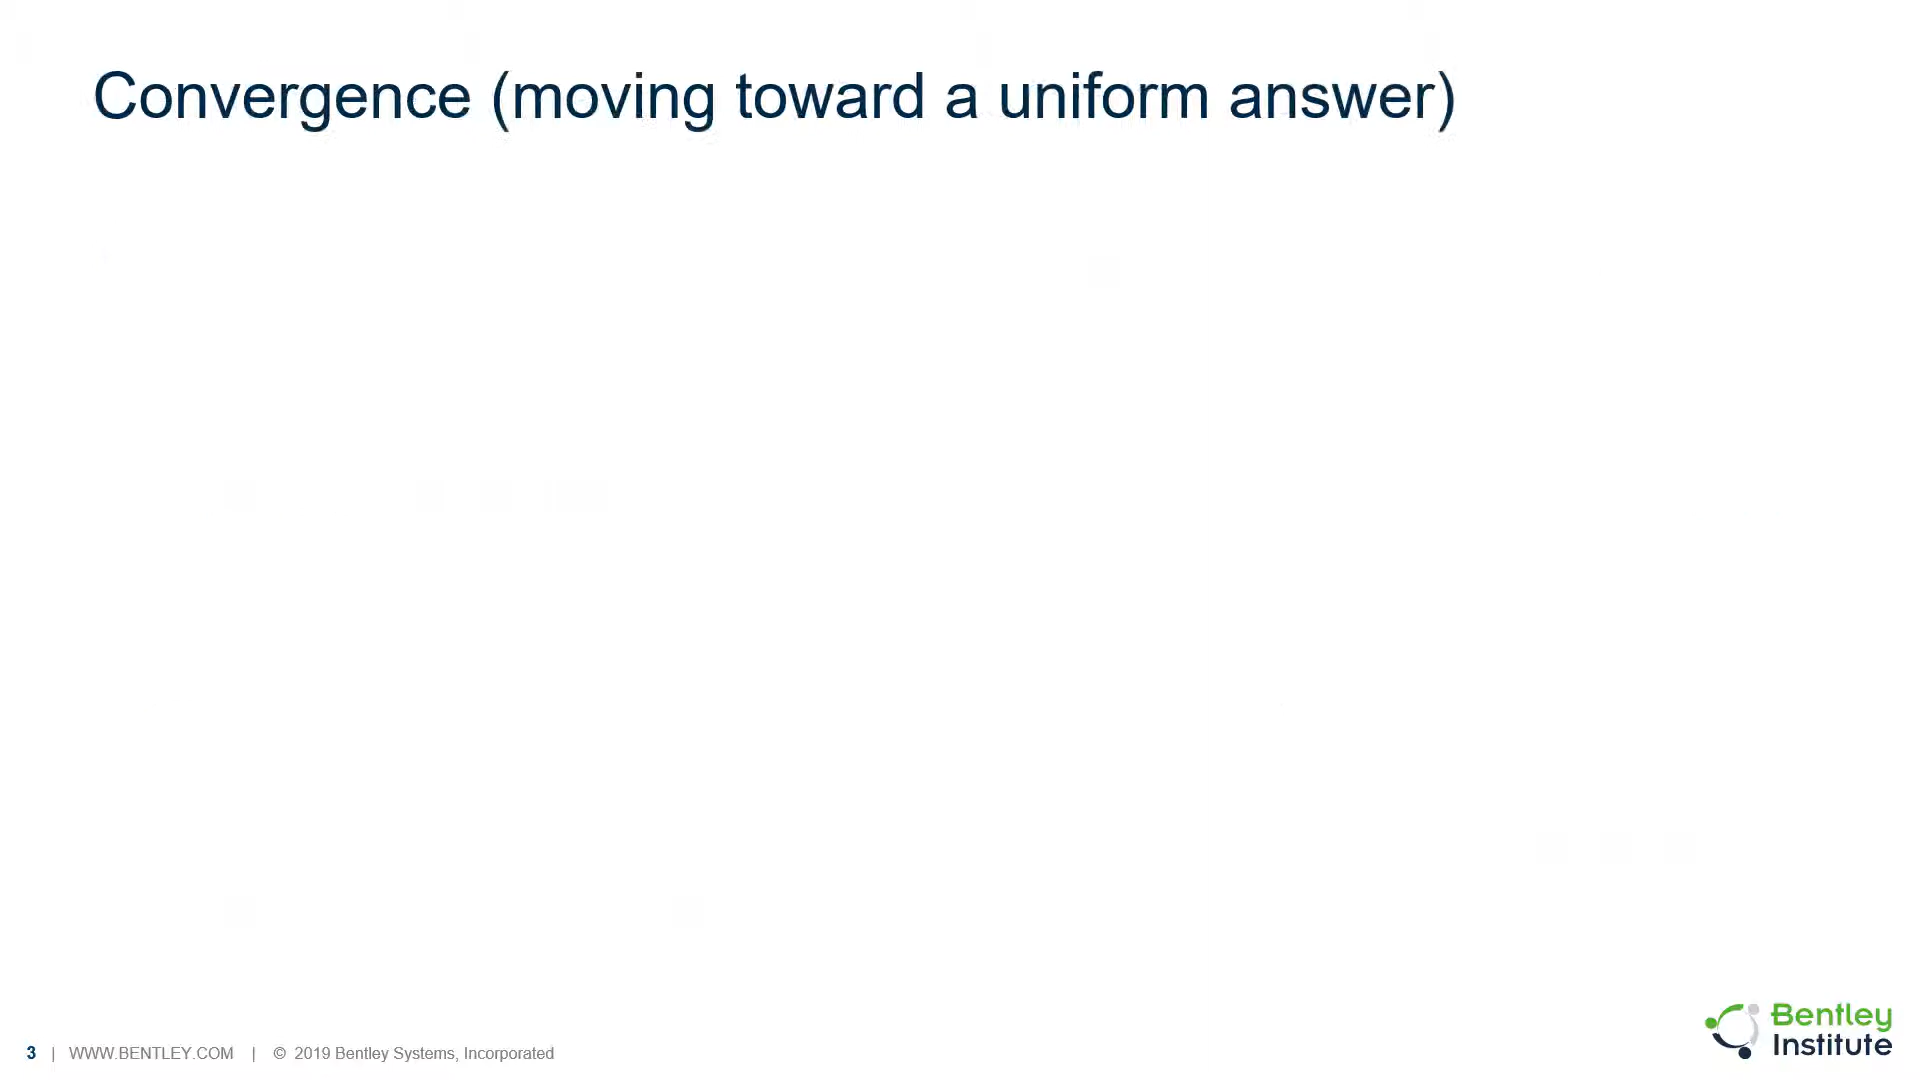 Convergence (moving toward a uniform answer)
3 | WWW.BENTLEY.COM | © 2019 Bentley Systems, Incorporated
Bentley
Institute